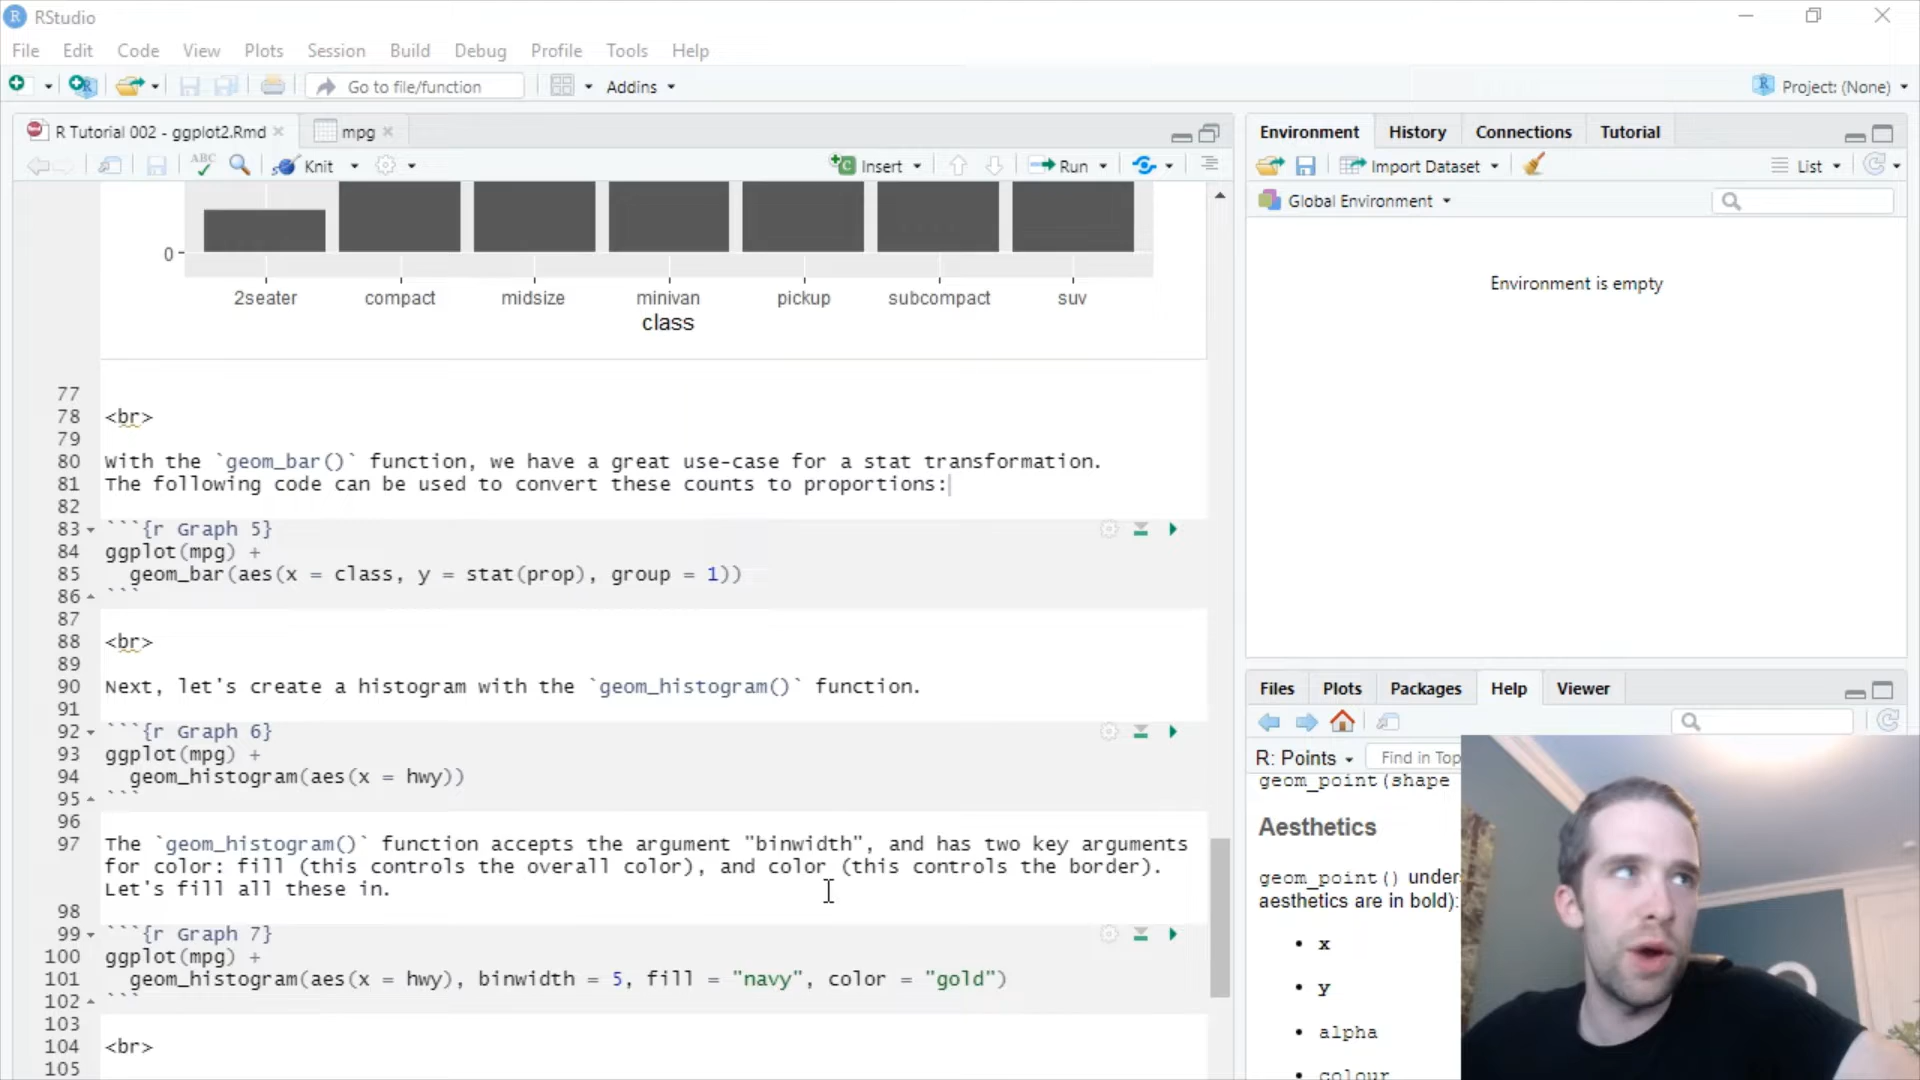 RStudio
File Edit Code View Plots Session Build Debug Profile Tools Help
Go to file/function Addins Project: (None)
R Tutorial 002 - ggplot2.Rmd mpg
ABC Knit Insert Run
0
2seater compact midsize minivan pickup subcompact suv
class
77
78 <br>
79
80 With the `geom_bar()` function, we have a great use-case for a stat transformation.
81 The following code can be used to convert these counts to proportions:
82
83 ```{r Graph 5}
84 ggplot(mpg) +
85 geom_bar(aes(x = class, y = stat(prop), group = 1))
86 ```
87
88 <br>
89
90 Next, let's create a histogram with the `geom_histogram()` function.
91
92 ```{r Graph 6}
93 ggplot(mpg) +
94 geom_histogram(aes(x = hwy))
95 ```
96
97 The `geom_histogram()` function accepts the argument "binwidth", and has two key arguments
for color: fill (this controls the overall color), and color (this controls the border).
Let's fill all these in.
98
99 ```{r Graph 7}
100 ggplot(mpg) +
101 geom_histogram(aes(x = hwy), binwidth = 5, fill = "navy", color = "gold")
102 ```
103
104 <br>
105
Environment History Connections Tutorial
Import Dataset List
Global Environment
Environment is empty
Files Plots Packages Help Viewer
R: Points Find in Top
geom_point(shape
Aesthetics
geom_point() under
aesthetics are in bold):
• x
• y
• alpha
• colour